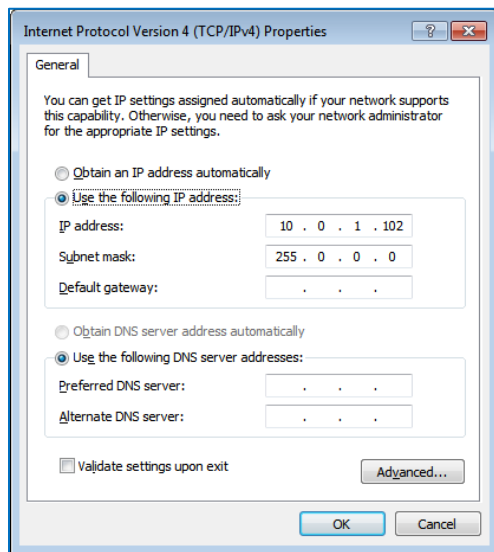 Internet Protocol Version 4 (TCP/IPv4) Properties
General
You can get IP settings assigned automatically if your network supports
this capability. Otherwise, you need to ask your network administrator
for the appropriate IP settings.
Obtain an IP address automatically
Use the following IP address:
IP address: 10 . 0 . 1 . 102
Subnet mask: 255 . 0 . 0 . 0
Default gateway: . . .
Obtain DNS server address automatically
Use the following DNS server addresses:
Preferred DNS server: . . .
Alternate DNS server: . . .
Validate settings upon exit
Advanced...
OK Cancel